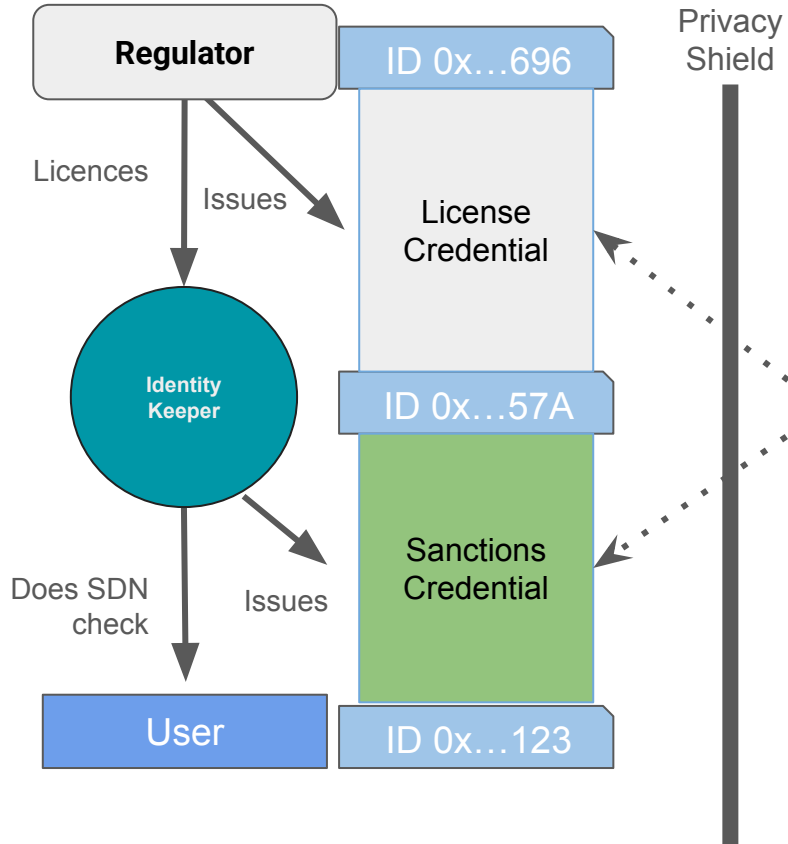 Regulator
ID 0x…696
Privacy
Shield
Licences
Issues
License
Credential
Identity
Keeper
ID 0x…57A
Sanctions
Credential
Does SDN
check
Issues
User
ID 0x…123